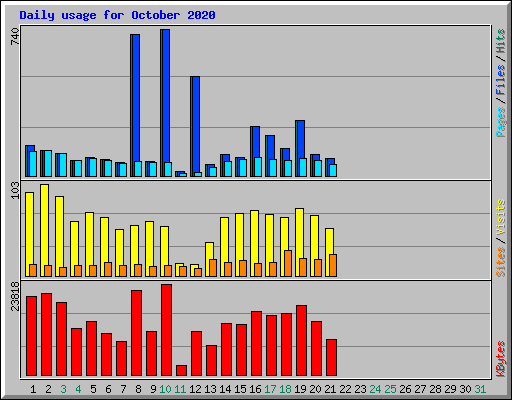 Daily usage for October 2020
740
Pages / Files / Hits
103
Sites / Visits
23818
KBytes
1 2 3 4 5 6 7 8 9 10 11 12 13 14 15 16 17 18 19 20 21 22 23 24 25 26 27 28 29 30 31